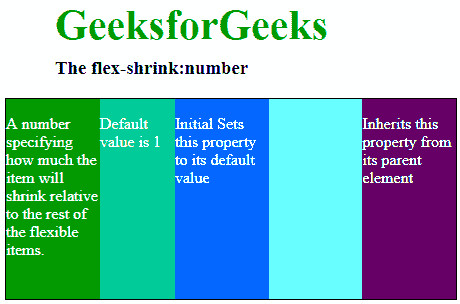 GeeksforGeeks
The flex-shrink:number
A number
specifying
how much the
item will
shrink relative
to the rest of
the flexible
items.
Default
value is 1
Initial Sets
this property
to its default
value
Inherits this
property from
its parent
element